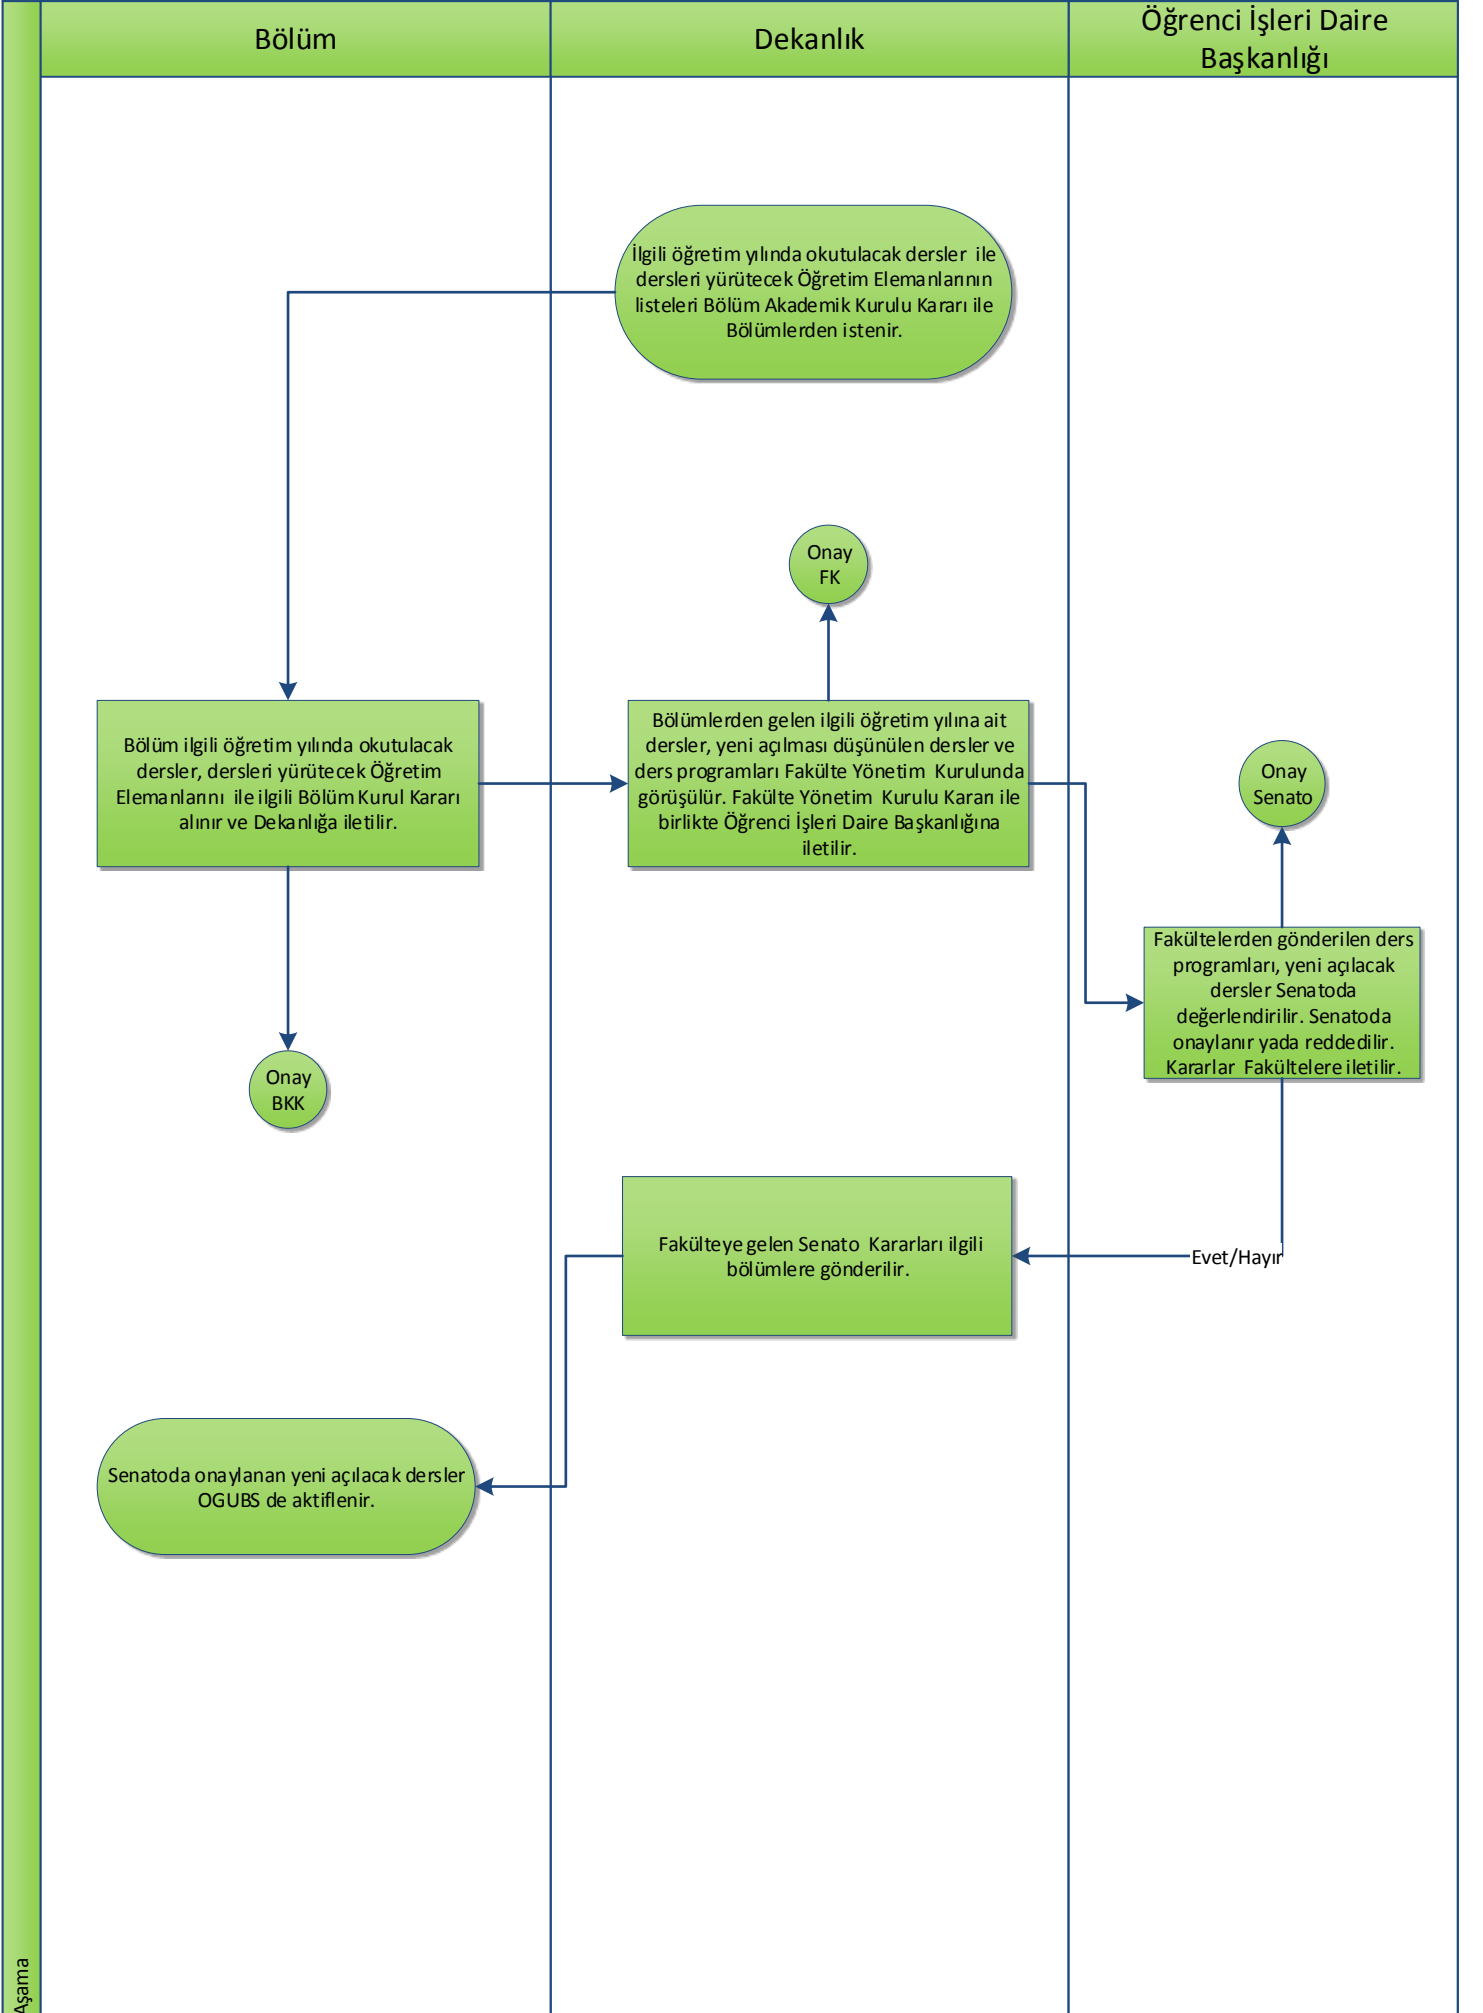 Bölüm
Dekanlık
Öğrenci İşleri Daire
Başkanlığı
İlgili öğretim yılında okutulacak dersler ile
dersleri yürütecek Öğretim Elemanlarının
listeleri Bölüm Akademik Kurulu Kararı ile
Bölümlerden istenir.
Onay
FK
Bölüm ilgili öğretim yılında okutulacak
dersler, dersleri yürütecek Öğretim
Elemanlarını ile ilgili Bölüm Kurul Kararı
alınır ve Dekanlığa iletilir.
Bölümlerden gelen ilgili öğretim yılına ait
dersler, yeni açılması düşünülen dersler ve
ders programları Fakülte Yönetim Kurulunda
görüşülür. Fakülte Yönetim Kurulu Kararı ile
birlikte Öğrenci İşleri Daire Başkanlığına
iletilir.
Onay
Senato
Fakültelerden gönderilen ders
programları, yeni açılacak
dersler Senatoda
değerlendirilir. Senatoda
onaylanır yada reddedilir.
Kararlar Fakültelere iletilir.
Onay
BKK
Fakülteye gelen Senato Kararları ilgili
bölümlere gönderilir.
Evet/Hayır
Senatoda onaylanan yeni açılacak dersler
OGUBS de aktiflenir.
Aşama